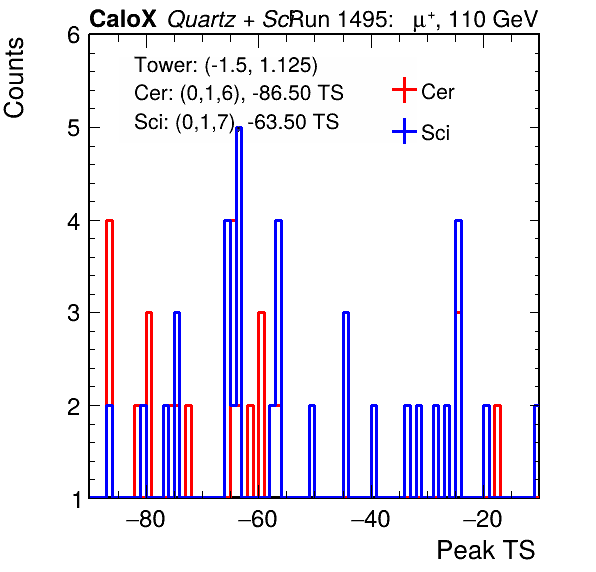 CaloX Quartz + Sci Run 1495: μ⁺, 110 GeV
Counts
Tower: (-1.5, 1.125)
Cer: (0,1,6), -86.50 TS
Sci: (0,1,7), -63.50 TS
Cer
Sci
6
5
4
3
2
1
−80 −60 −40 −20
Peak TS